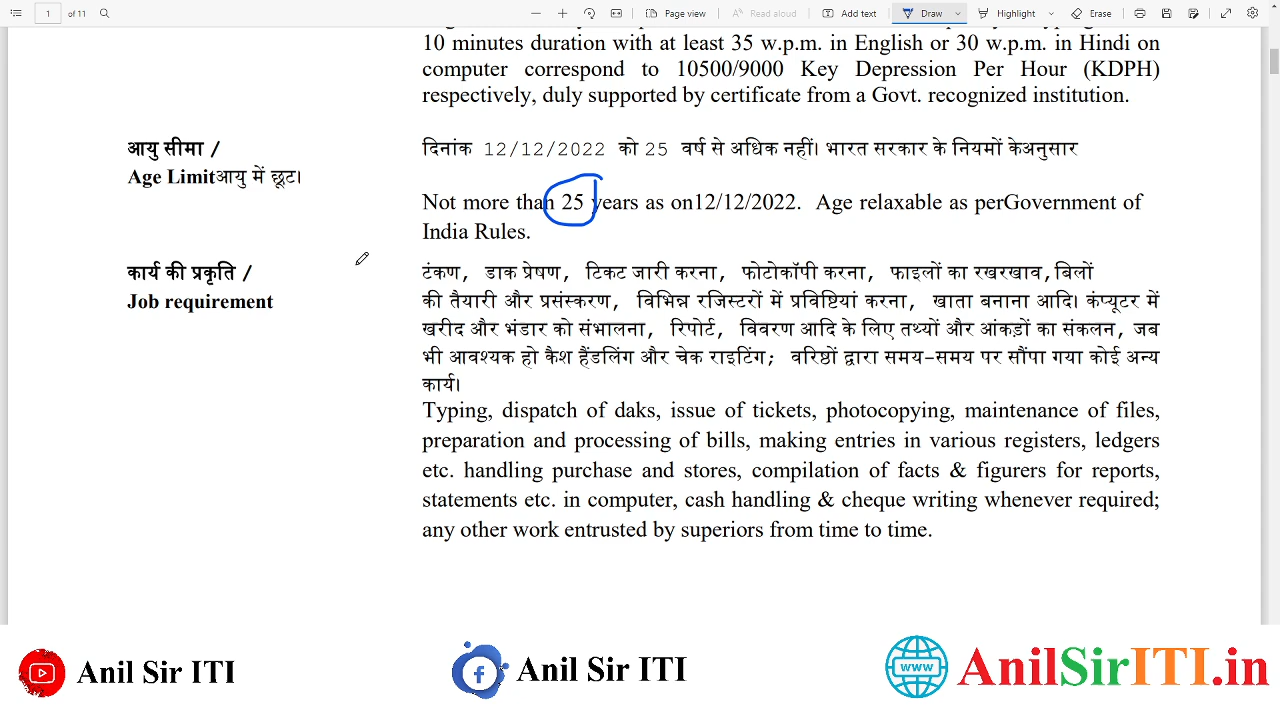 1 of 11 Page view Read aloud Add text Draw Highlight Erase
10 minutes duration with at least 35 w.p.m. in English or 30 w.p.m. in Hindi on
computer correspond to 10500/9000 Key Depression Per Hour (KDPH)
respectively, duly supported by certificate from a Govt. recognized institution.
आयु सीमा / दिनांक 12/12/2022 को 25 वर्ष से अधिक नहीं। भारत सरकार के नियमों केअनुसार
Age Limitआयु में छूट।
Not more than 25 years as on12/12/2022. Age relaxable as perGovernment of
India Rules.
कार्य की प्रकृति / टंकण, डाक प्रेषण, टिकट जारी करना, फोटोकॉपी करना, फाइलों का रखरखाव,बिलों
Job requirement की तैयारी और प्रसंस्करण, विभिन्न रजिस्टरों में प्रविष्टियां करना, खाता बनाना आदि। कंप्यूटर में
खरीद और भंडार को संभालना, रिपोर्ट, विवरण आदि के लिए तथ्यों और आंकड़ों का संकलन, जब
भी आवश्यक हो कैश हैंडलिंग और चेक राइटिंग; वरिष्ठों द्वारा समय-समय पर सौंपा गया कोई अन्य
कार्य।
Typing, dispatch of daks, issue of tickets, photocopying, maintenance of files,
preparation and processing of bills, making entries in various registers, ledgers
etc. handling purchase and stores, compilation of facts & figurers for reports,
statements etc. in computer, cash handling & cheque writing whenever required;
any other work entrusted by superiors from time to time.
Anil Sir ITI Anil Sir ITI www AnilSirITI.in